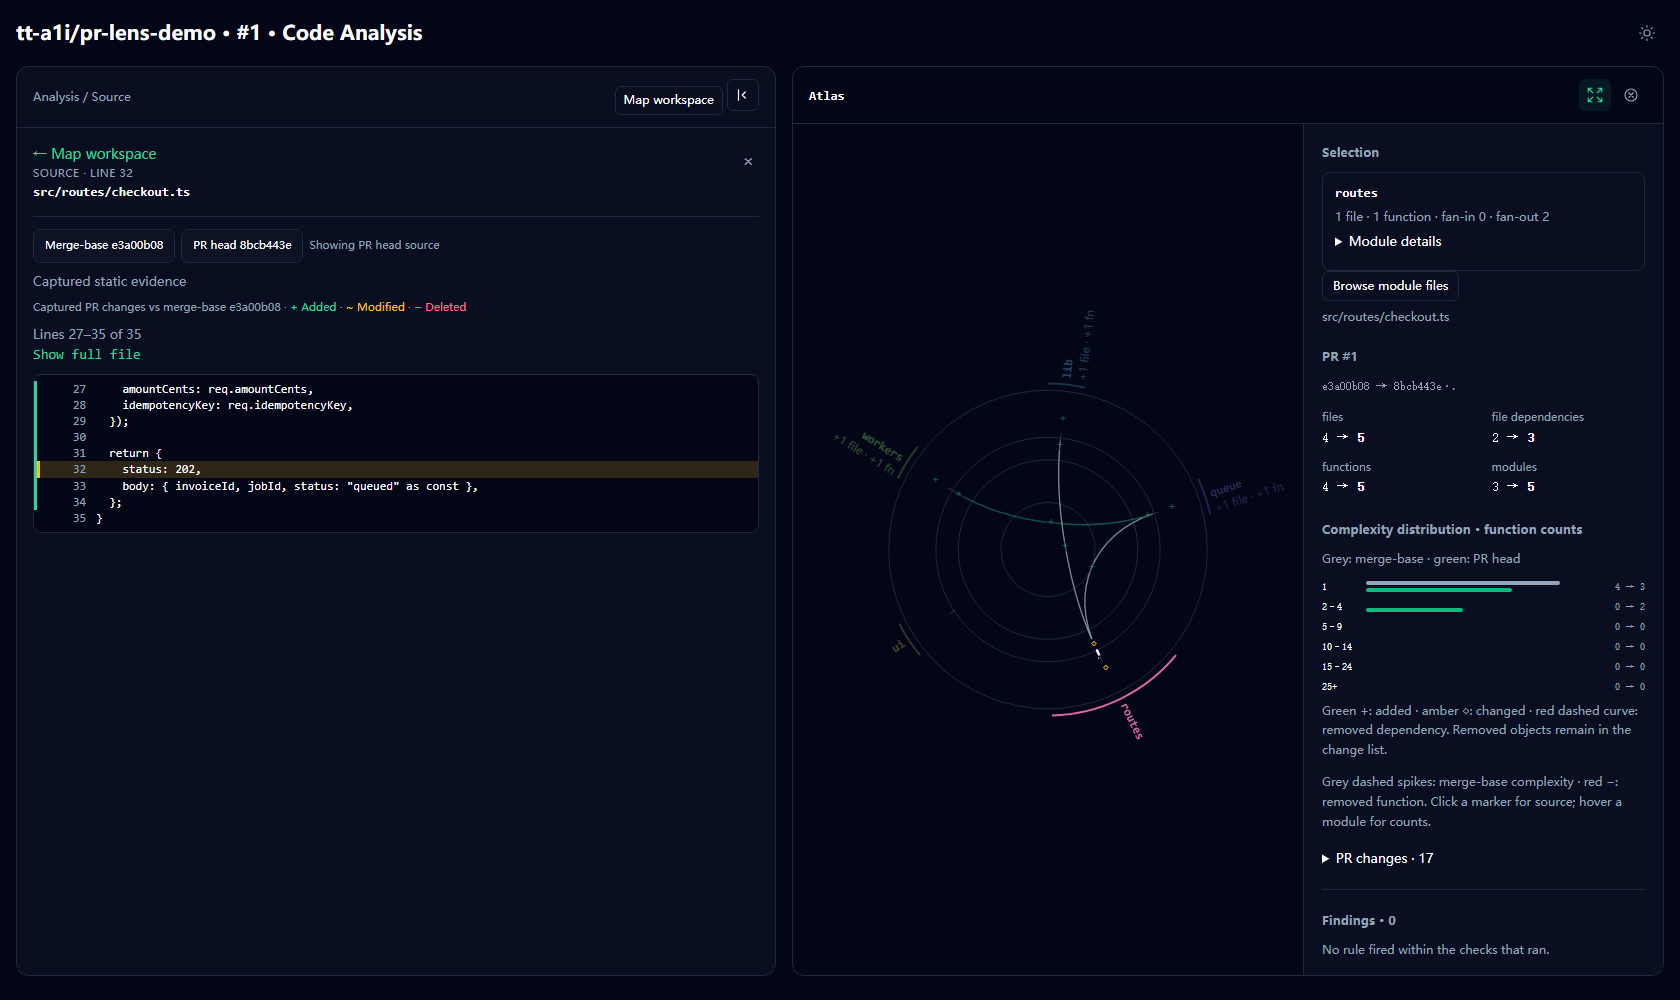 tt-a1i/pr-lens-demo • #1 • Code Analysis
Analysis / Source
Map workspace
← Map workspace
SOURCE · LINE 32
src/routes/checkout.ts
Merge-base e3a00b08
PR head 8bcb443e
Showing PR head source
Captured static evidence
Captured PR changes vs merge-base e3a00b08 · + Added · ~ Modified · − Deleted
Lines 27–35 of 35
Show full file
27 amountCents: req.amountCents,
28 idempotencyKey: req.idempotencyKey,
29 });
30
31 return {
32 status: 202,
33 body: { invoiceId, jobId, status: "queued" as const },
34 };
35 }
Atlas
lib
+1 file · +1 fn
workers
+1 file · +1 fn
queue
+1 file · +1 fn
ui
routes
Selection
routes
1 file · 1 function · fan-in 0 · fan-out 2
▶ Module details
Browse module files
src/routes/checkout.ts
PR #1
e3a00b08 → 8bcb443e · .
files
4 → 5
file dependencies
2 → 3
functions
4 → 5
modules
3 → 5
Complexity distribution • function counts
Grey: merge-base · green: PR head
1 4 → 3
2–4 0 → 2
5–9 0 → 0
10–14 0 → 0
15–24 0 → 0
25+ 0 → 0
Green +: added · amber ◇: changed · red dashed curve:
removed dependency. Removed objects remain in the
change list.
Grey dashed spikes: merge-base complexity · red −:
removed function. Click a marker for source; hover a
module for counts.
▶ PR changes · 17
Findings • 0
No rule fired within the checks that ran.